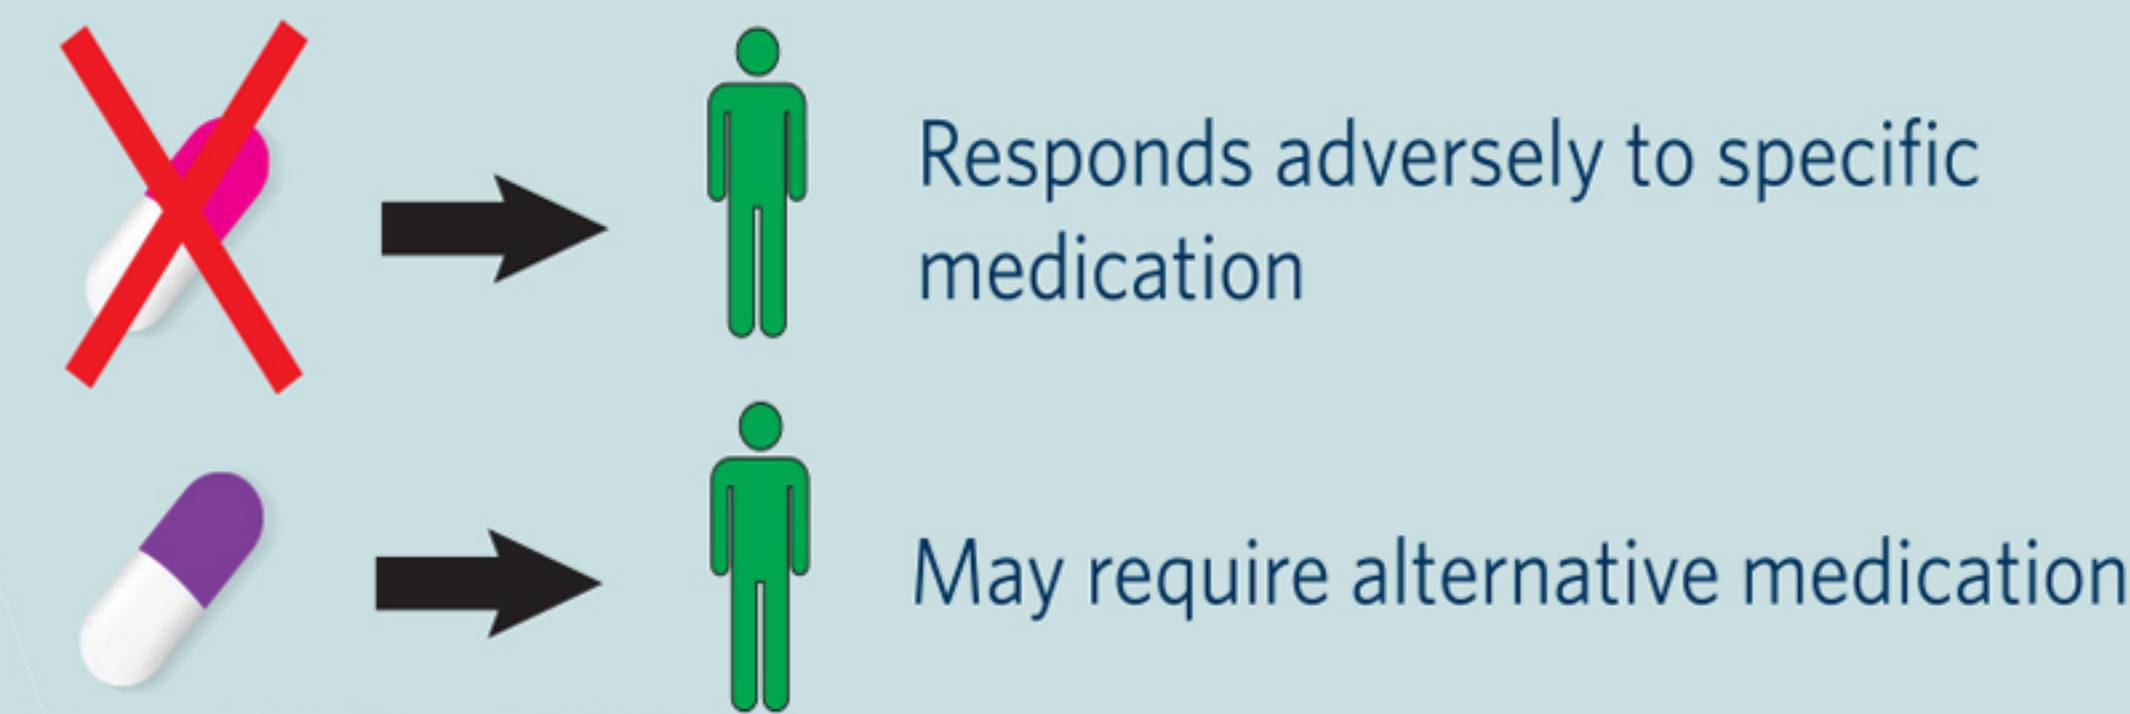 Responds adversely to specific
medication
May require alternative medication